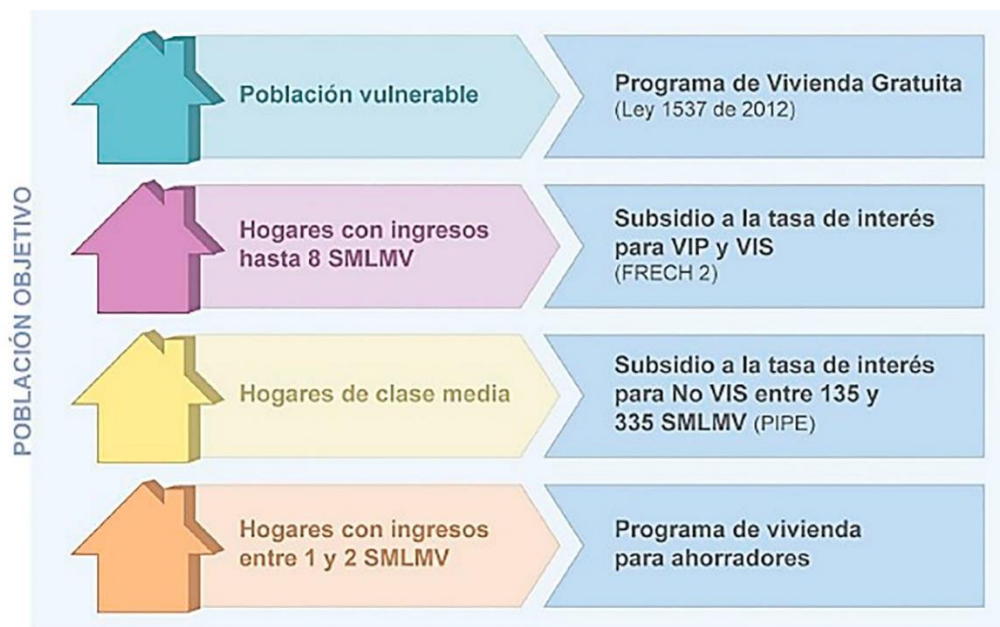 POBLACIÓN OBJETIVO
Población vulnerable
Programa de Vivienda Gratuita
(Ley 1537 de 2012)
Hogares con ingresos
hasta 8 SMLMV
Subsidio a la tasa de interés
para VIP y VIS
(FRECH 2)
Hogares de clase media
Subsidio a la tasa de interés
para No VIS entre 135 y
335 SMLMV (PIPE)
Hogares con ingresos
entre 1 y 2 SMLMV
Programa de vivienda
para ahorradores